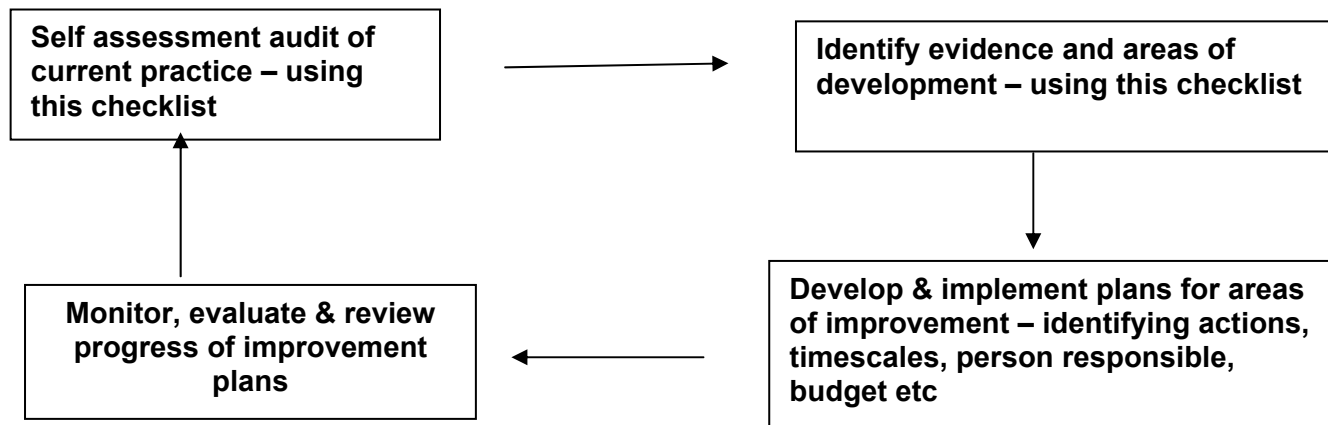 Self assessment audit of
current practice – using
this checklist
Identify evidence and areas of
development – using this checklist
Develop & implement plans for areas
of improvement – identifying actions,
timescales, person responsible,
budget etc
Monitor, evaluate & review
progress of improvement
plans